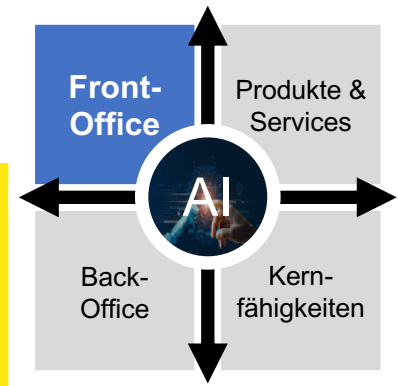 Front-
Office
Produkte &
Services
AI
Back-
Office
Kern-
fähigkeiten